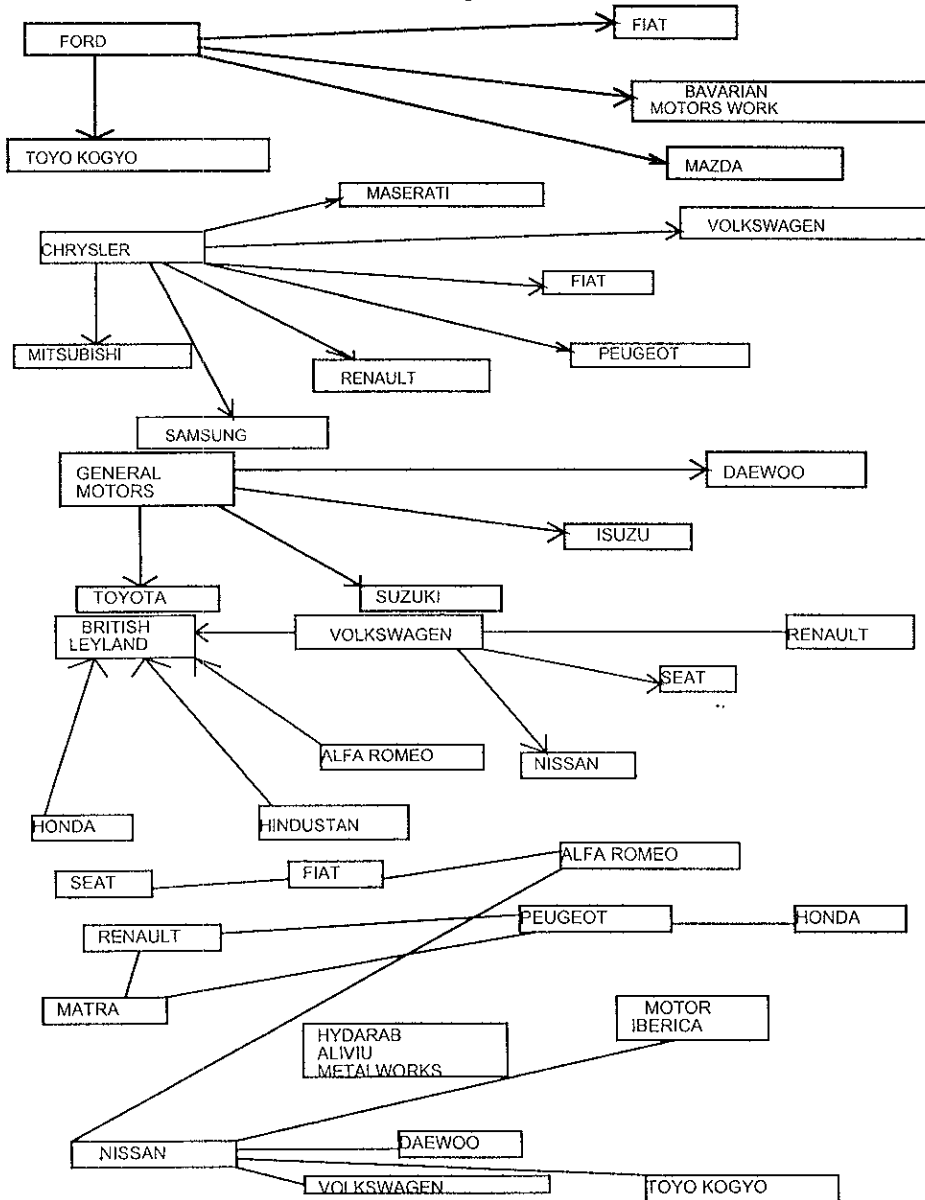 FIAT
FORD
BAVARIAN
MOTORS WORK
TOYO KOGYO
MAZDA
MASERATI
VOLKSWAGEN
CHRYSLER
FIAT
MITSUBISHI
RENAULT
PEUGEOT
SAMSUNG
GENERAL
MOTORS
DAEWOO
ISUZU
TOYOTA
SUZUKI
BRITISH
LEYLAND
VOLKSWAGEN
RENAULT
SEAT
ALFA ROMEO
NISSAN
HONDA
HINDUSTAN
ALFA ROMEO
SEAT
FIAT
RENAULT
PEUGEOT
HONDA
MATRA
MOTOR
IBERICA
HYDARAB
ALIVIU
METALWORKS
NISSAN
DAEWOO
VOLKSWAGEN
TOYO KOGYO